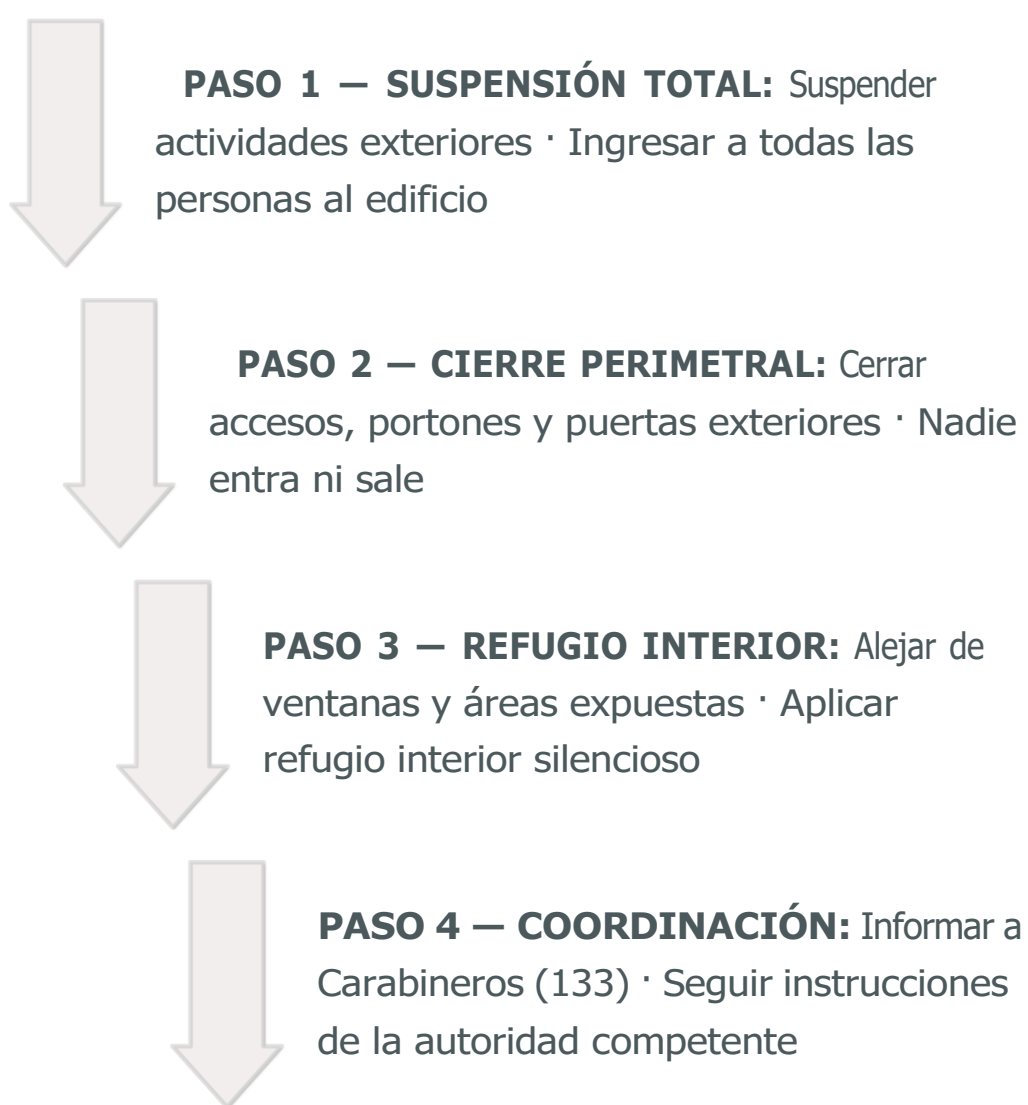 PASO 1 — SUSPENSIÓN TOTAL: Suspender
actividades exteriores · Ingresar a todas las
personas al edificio
PASO 2 — CIERRE PERIMETRAL: Cerrar
accesos, portones y puertas exteriores · Nadie
entra ni sale
PASO 3 — REFUGIO INTERIOR: Alejar de
ventanas y áreas expuestas · Aplicar
refugio interior silencioso
PASO 4 — COORDINACIÓN: Informar a
Carabineros (133) · Seguir instrucciones
de la autoridad competente